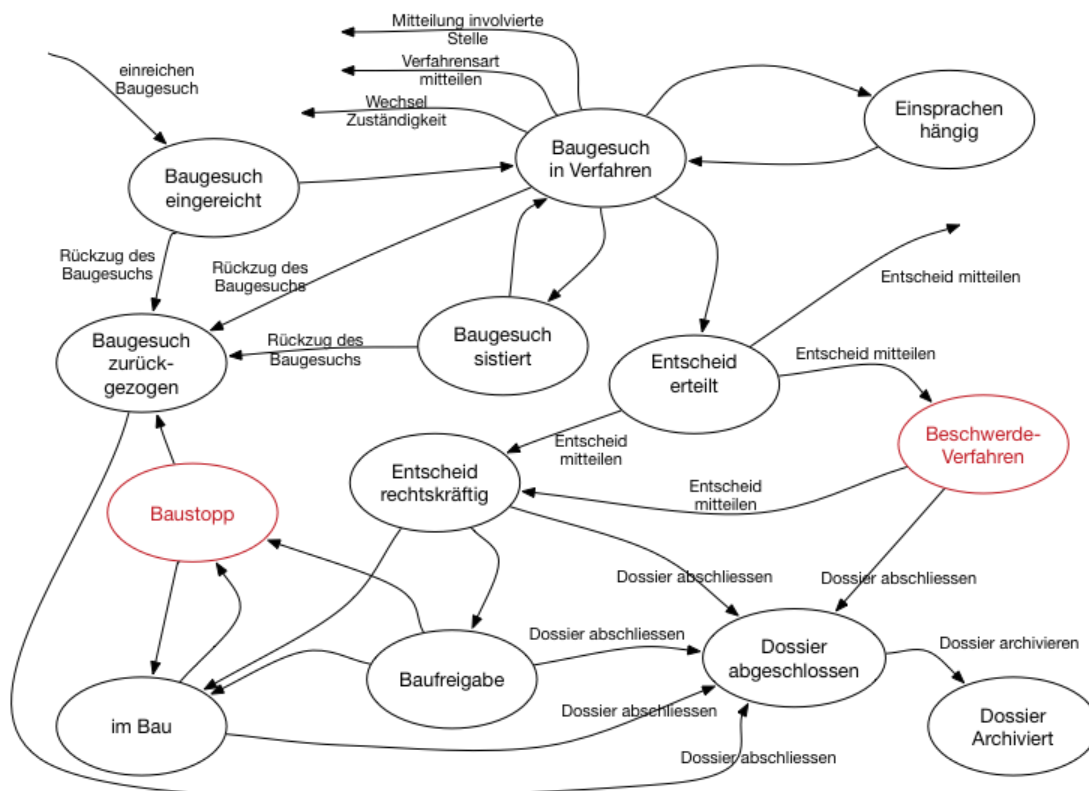 Mitteilung involvierte
Stelle
Verfahrensart
mitteilen
einreichen
Baugesuch
Wechsel
Zuständigkeit
Einsprachen
hängig
Baugesuch
in Verfahren
Baugesuch
eingereicht
Rückzug des
Baugesuchs
Rückzug des
Baugesuchs
Entscheid mitteilen
Baugesuch
zurück-
gezogen
Rückzug des
Baugesuchs
Baugesuch
sistiert
Entscheid
erteilt
Entscheid mitteilen
Beschwerde-
Verfahren
Entscheid
mitteilen
Entscheid
rechtskräftig
Entscheid
mitteilen
Baustopp
Dossier abschliessen
Dossier abschliessen
Dossier abschliessen
Baufreigabe
Dossier
abgeschlossen
Dossier archivieren
im Bau
Dossier abschliessen
Dossier
Archiviert
Dossier abschliessen